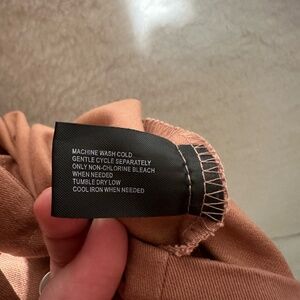 MACHINE WASH COLD
GENTLE CYCLE SEPARATELY
ONLY NON-CHLORINE BLEACH
WHEN NEEDED
TUMBLE DRY LOW
COOL IRON WHEN NEEDED